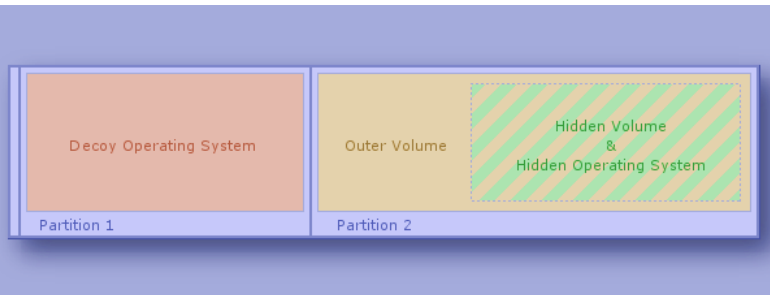 Decoy Operating System
Outer Volume
Hidden Volume
&
Hidden Operating System
Partition 1
Partition 2